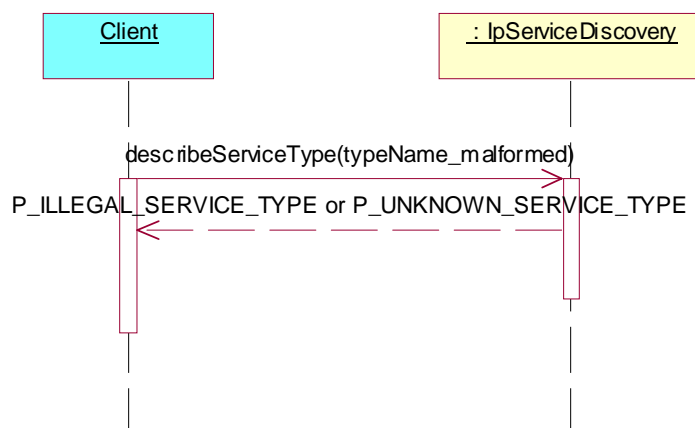 Client
: IpServiceDiscovery
describeServiceType(typeName_malformed)
P_ILLEGAL_SERVICE_TYPE or P_UNKNOWN_SERVICE_TYPE